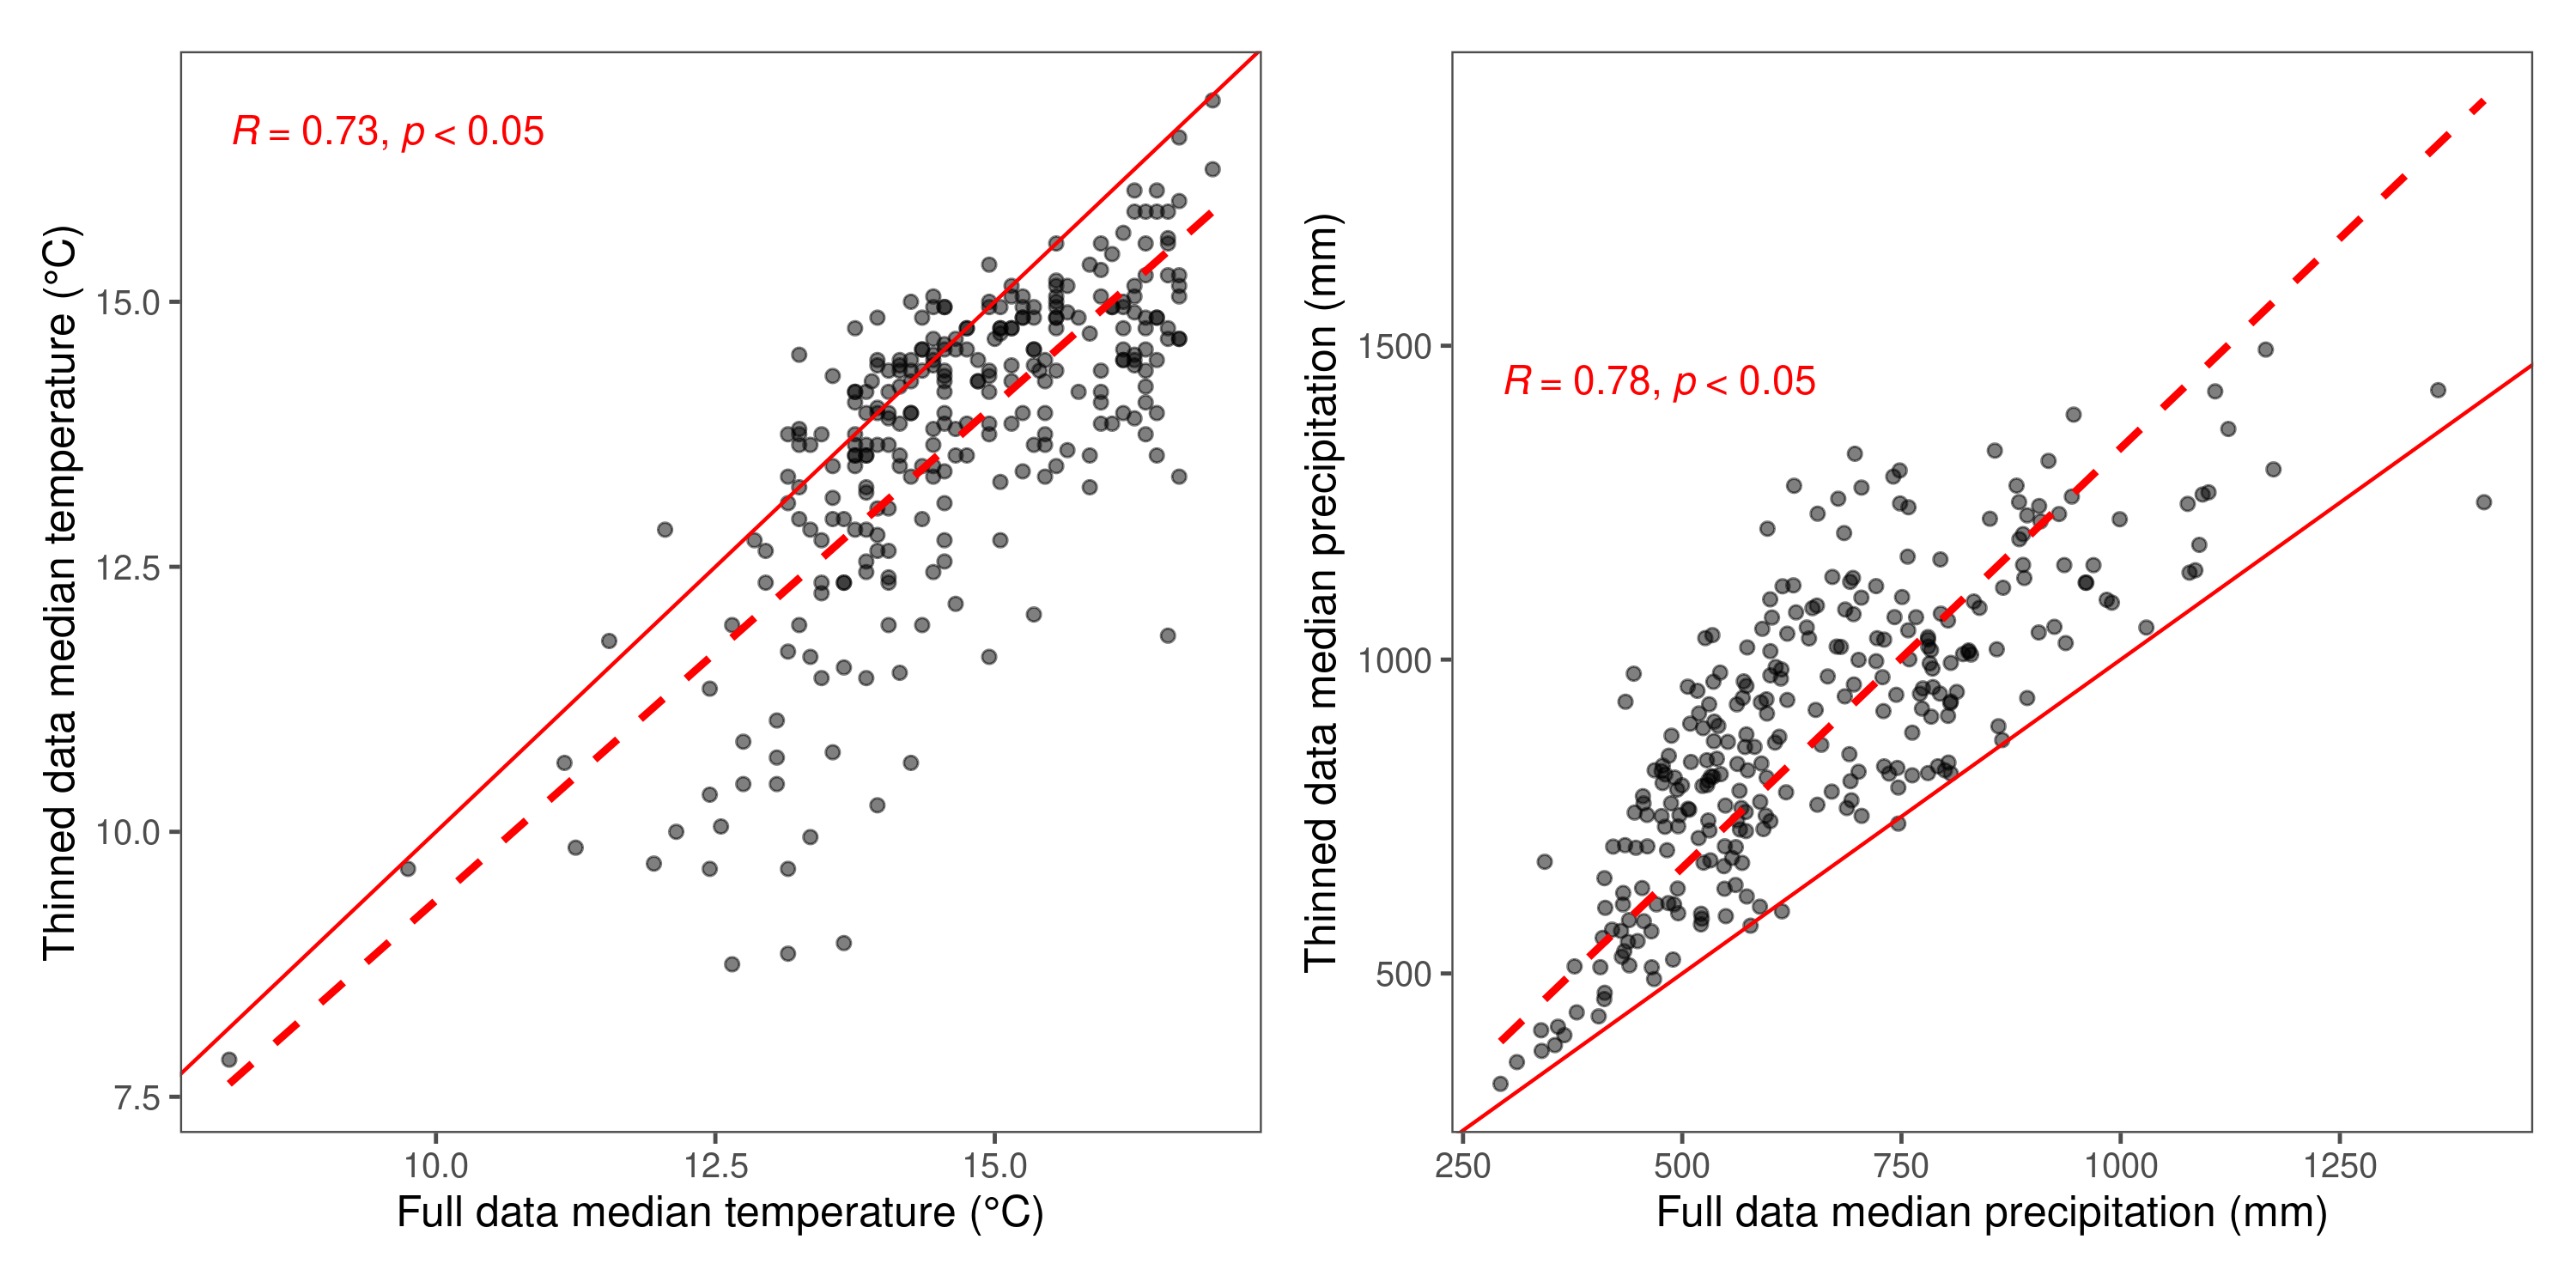 R = 0.73, p < 0.05
Thinned data median temperature (°C)
15.0
12.5
10.0
7.5
10.0 12.5 15.0
Full data median temperature (°C)
R = 0.78, p < 0.05
Thinned data median precipitation (mm)
1500
1000
500
250 500 750 1000 1250
Full data median precipitation (mm)